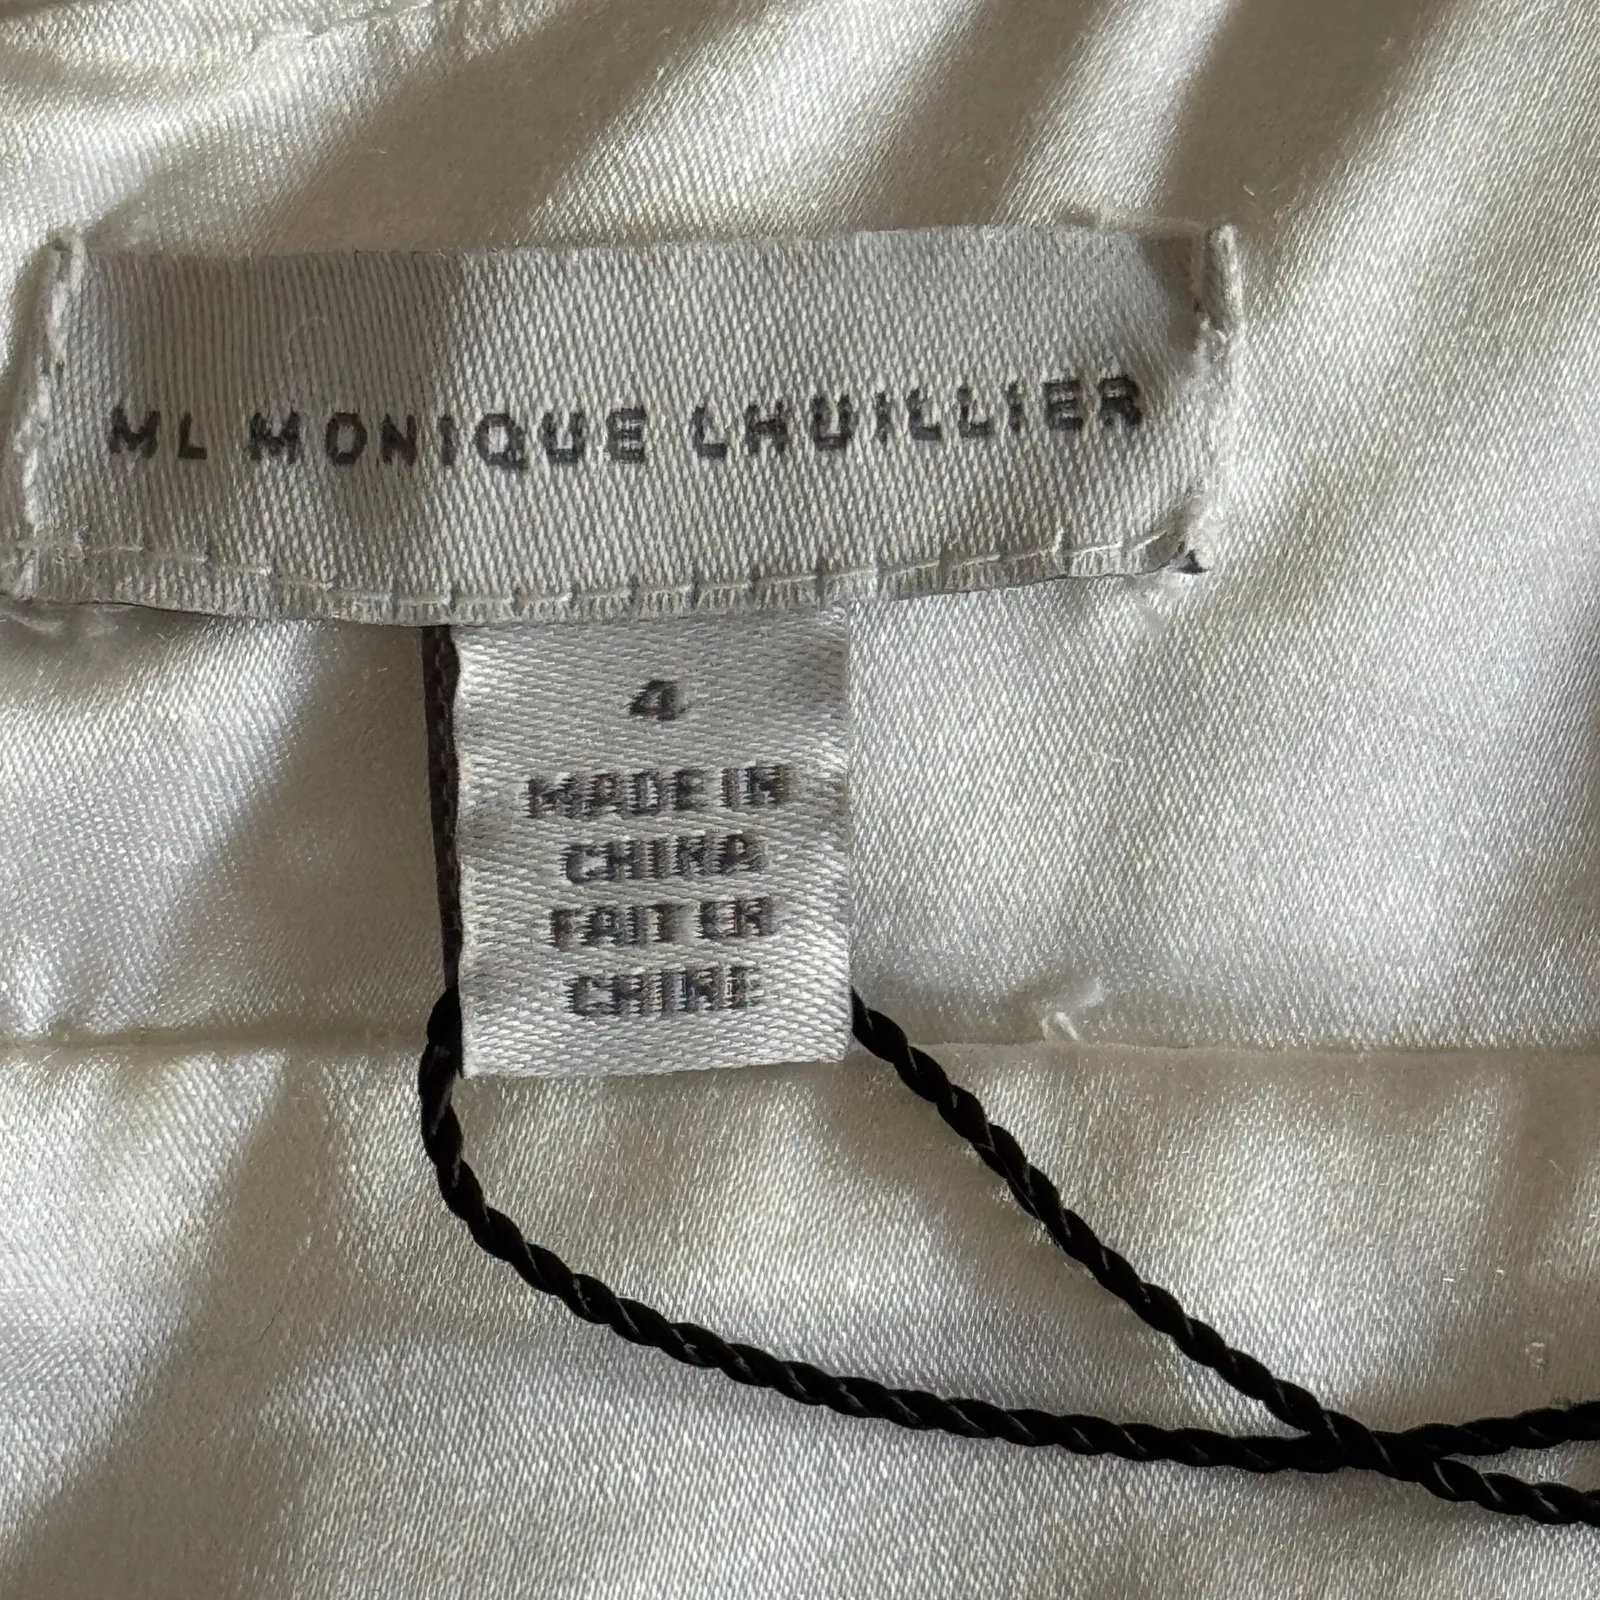 ML MONIQUE LHUILLIER
4
MADE IN
CHINA
FAIT EN
CHINE